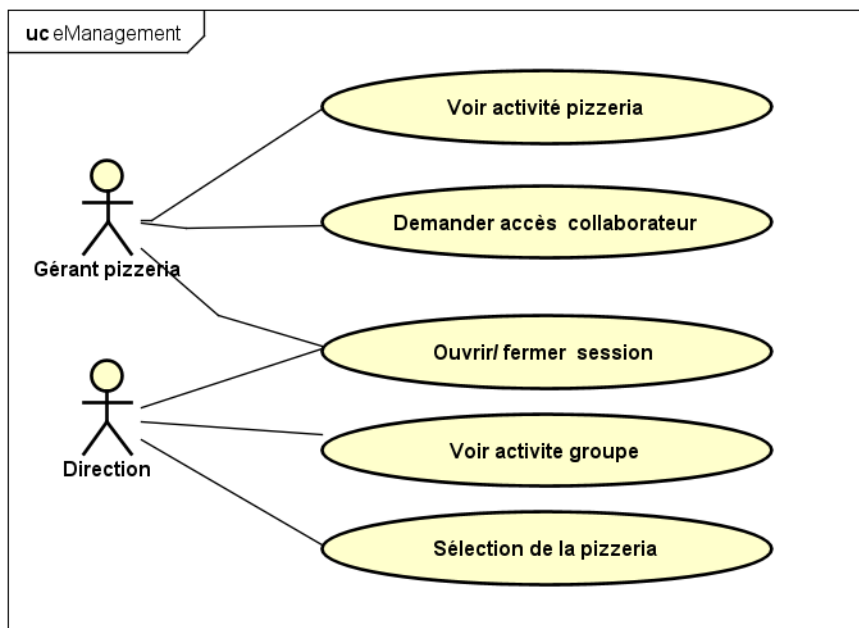 uc eManagement
Voir activité pizzeria
Demander accès collaborateur
Gérant pizzeria
Ouvrir/ fermer session
Voir activite groupe
Direction
Sélection de la pizzeria